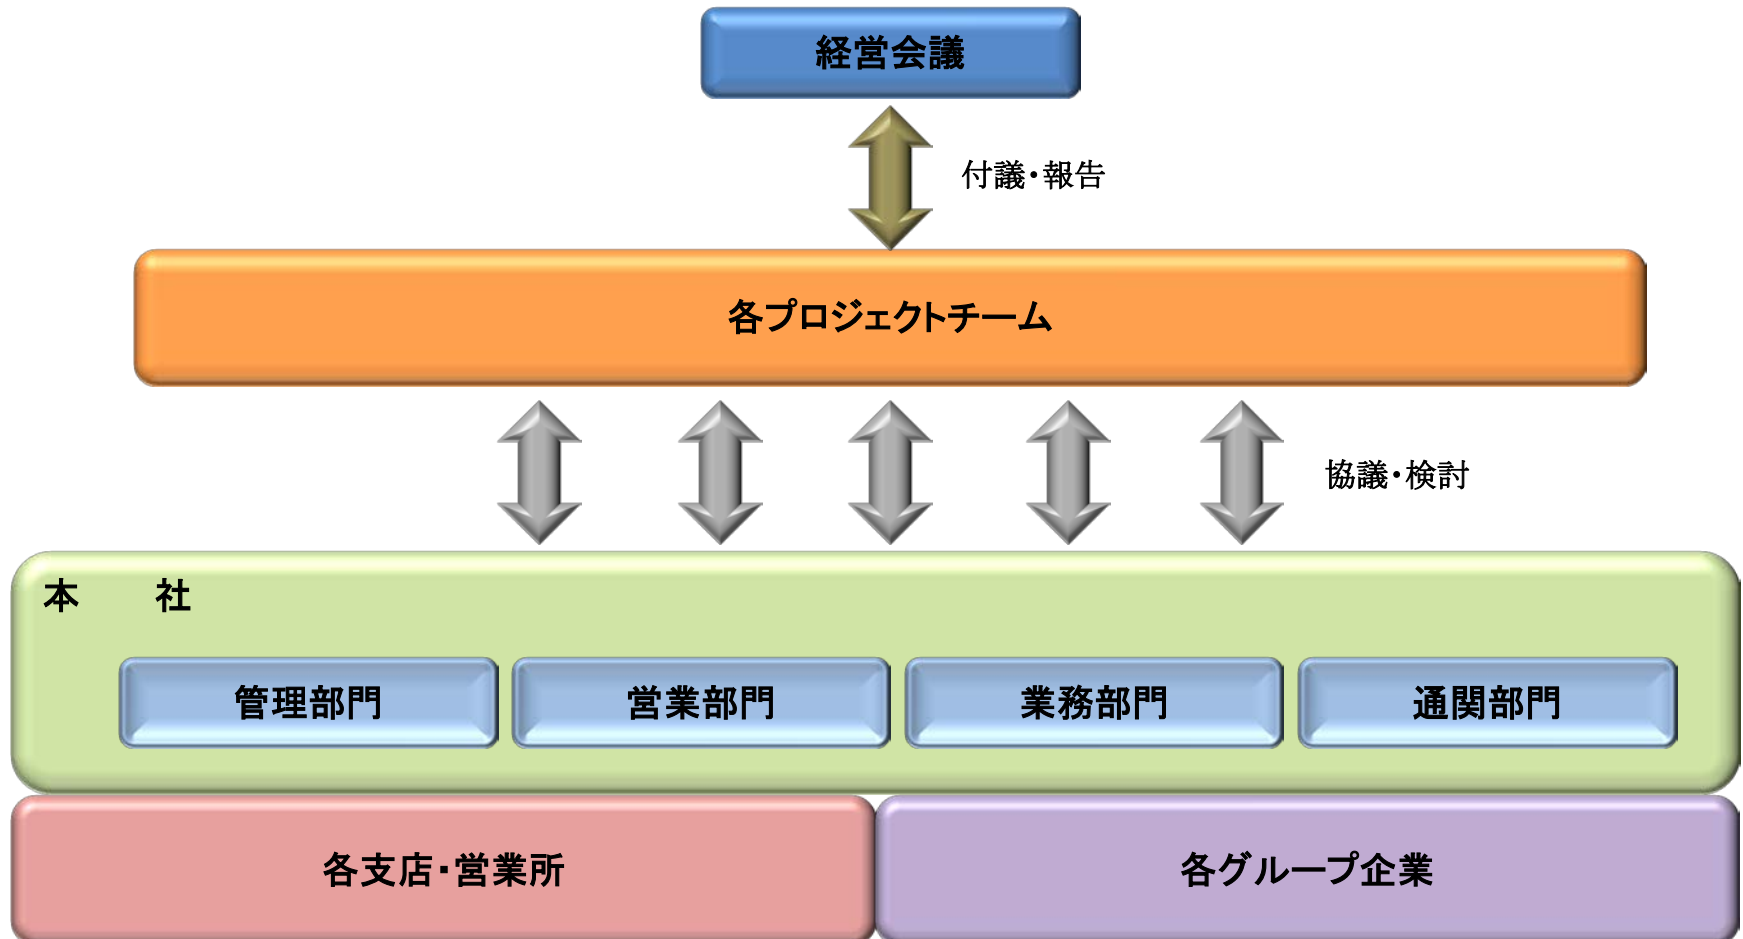 経営会議
付議・報告
各プロジェクトチーム
協議・検討
本　　社
管理部門
営業部門
業務部門
通関部門
各支店・営業所
各グループ企業